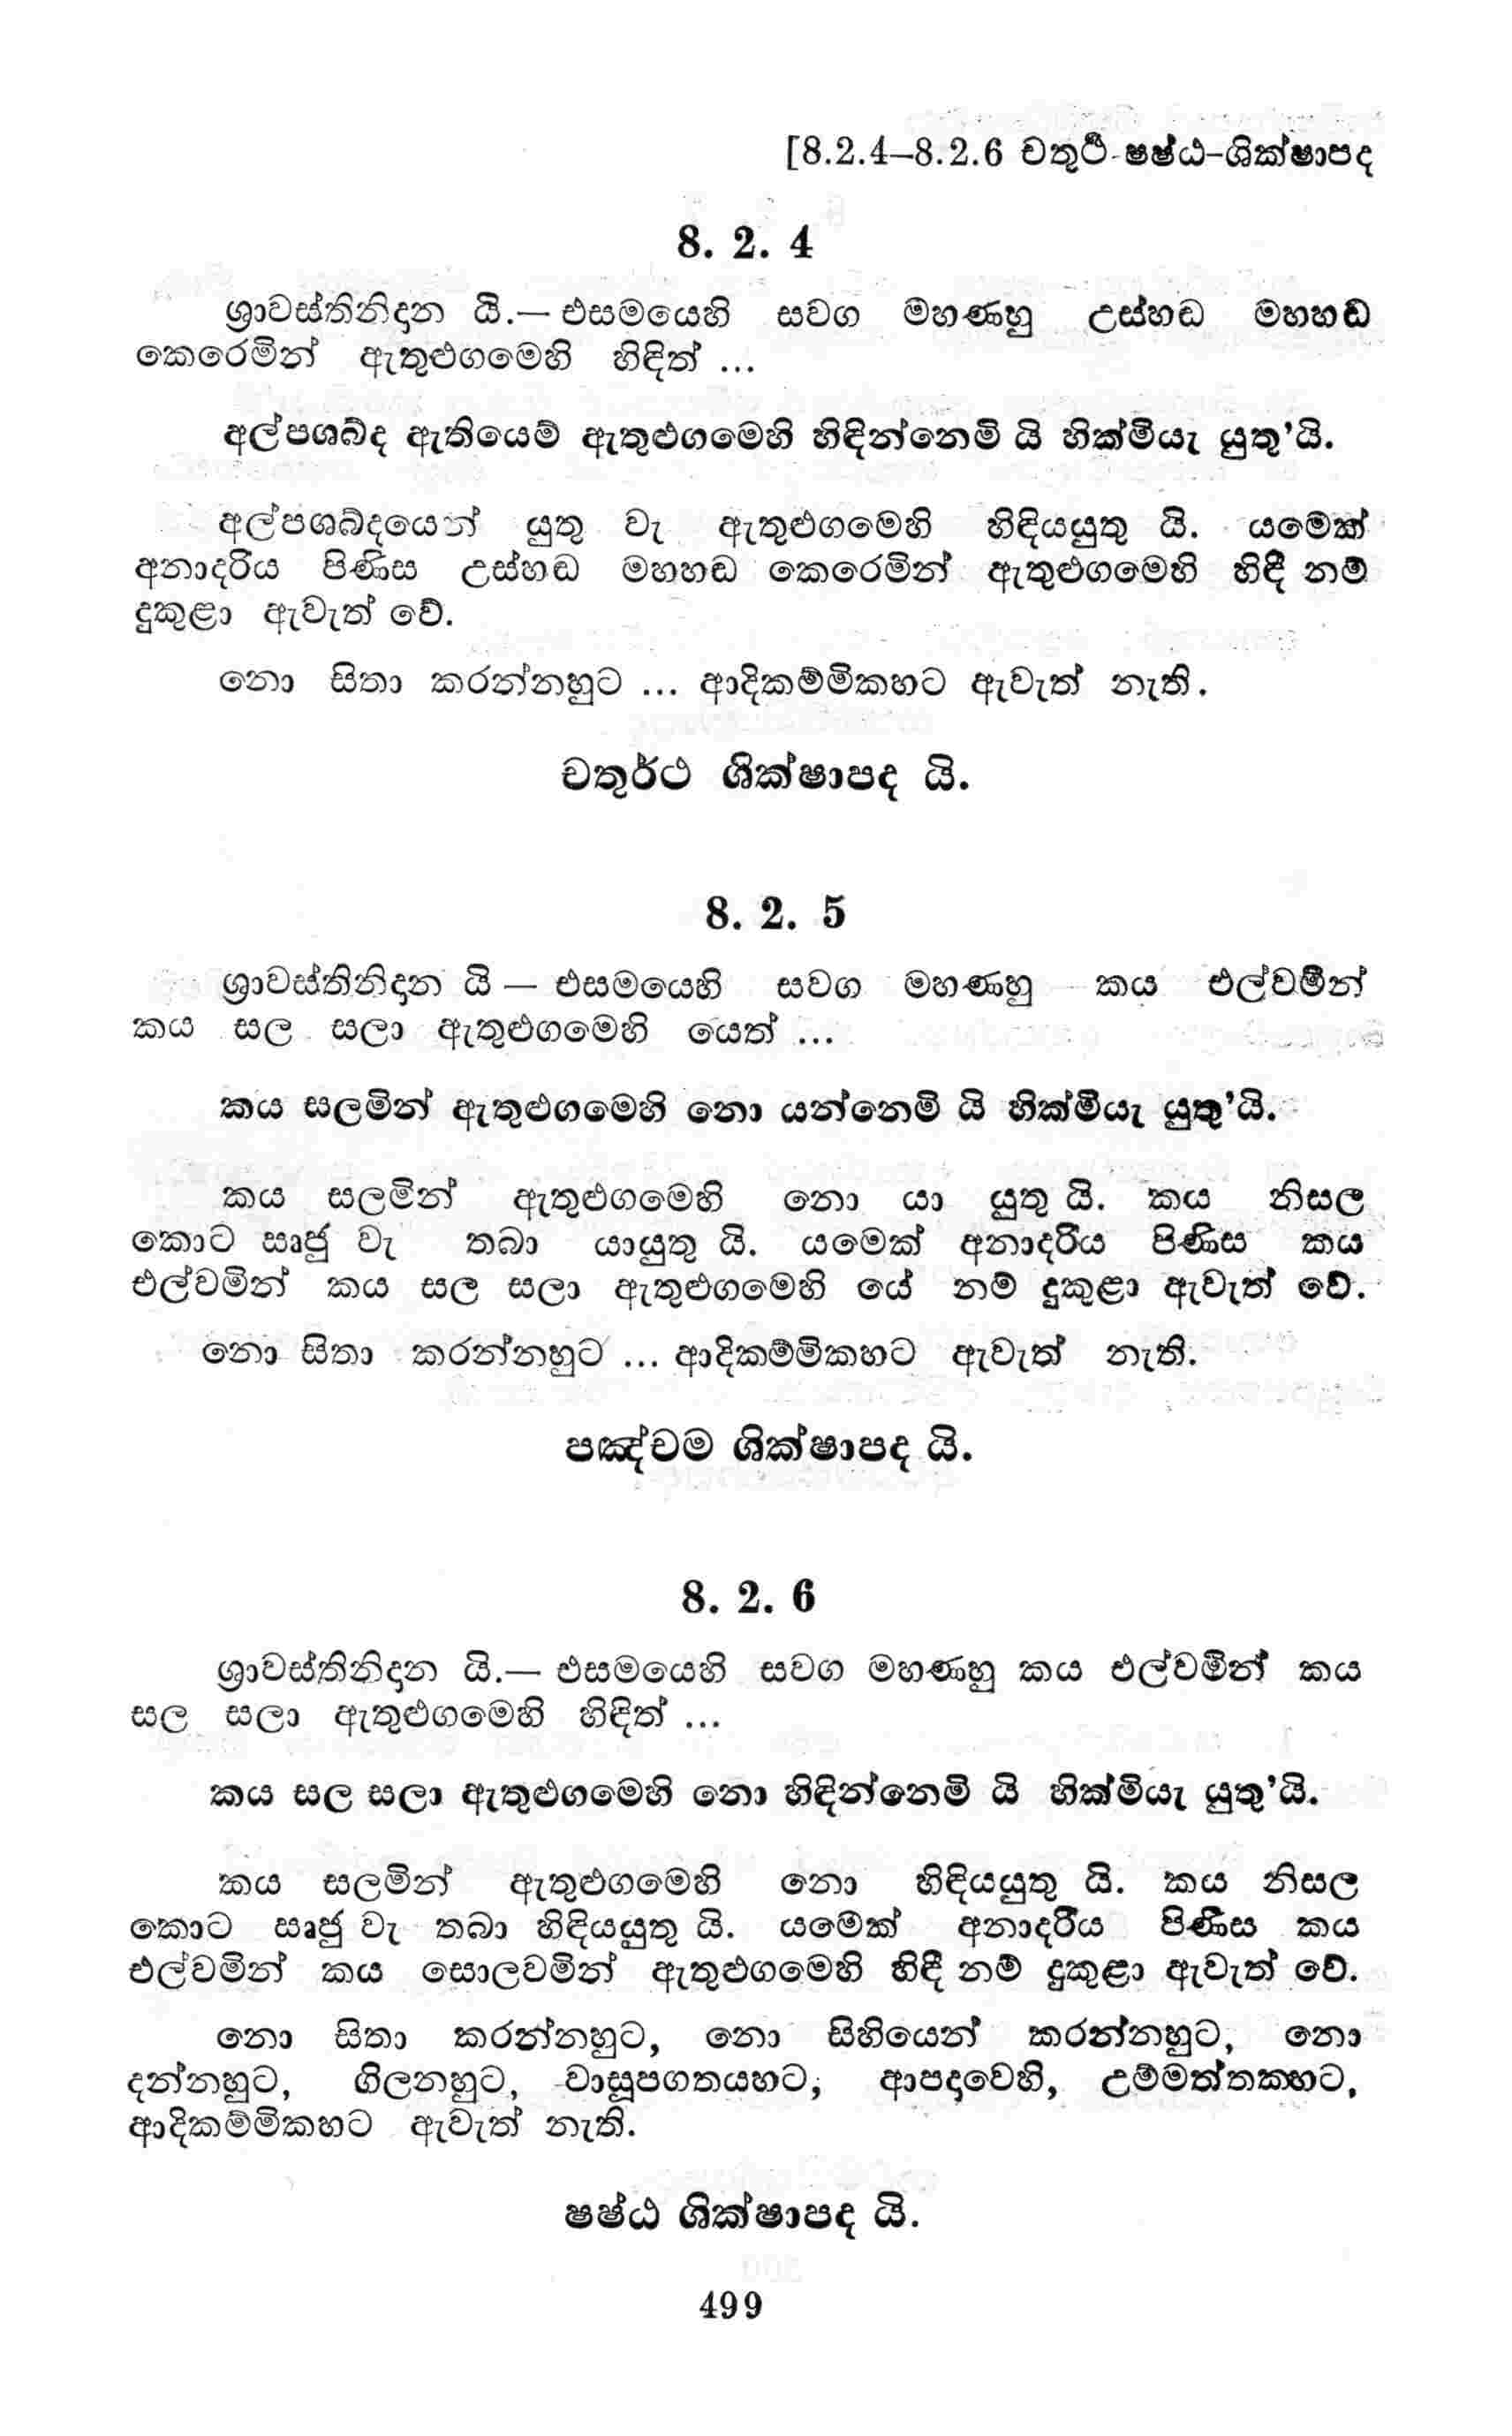 [8.2.4–8.2.6 චතුර්‍ථ-ෂෂ්ඨ-ශික්ෂාපද
8. 2. 4
ශ්‍රාවස්තිනිදාන යි.— එසමයෙහි සවග මහණහු උස්හඬ මහහඬ
කෙරෙමින් ඇතුළුගමෙහි හිඳිත් ...
අල්පශබ්ද ඇතියෙම් ඇතුළුගමෙහි හිඳින්නෙමි යි හික්මියැ යුතු'යි.
අල්පශබ්දයෙන් යුතු වැ ඇතුළුගමෙහි හිඳියයුතු යි. යමෙක්
අනාදරිය පිණිස උස්හඬ මහහඬ කෙරෙමින් ඇතුළුගමෙහි හිඳී නම්
දුකුළා ඇවැත් වේ.
නො සිතා කරන්නහුට ... ආදිකම්මිකහට ඇවැත් නැති.
චතුර්ථ ශික්ෂාපද යි.
8. 2. 5
ශ්‍රාවස්තිනිදාන යි — එසමයෙහි සවග මහණහු කය එල්වමින්
කය සල සලා ඇතුළුගමෙහි යෙත් ...
කය සලමින් ඇතුළුගමෙහි නො යන්නෙමි යි හික්මියැ යුතු'යි.
කය සලමින් ඇතුළුගමෙහි නො යා යුතු යි. කය නිසල
කොට සෘජු වැ තබා යායුතු යි. යමෙක් අනාදරිය පිණිස කය
එල්වමින් කය සල සලා ඇතුළුගමෙහි යේ නම් දුකුළා ඇවැත් වේ.
නො සිතා කරන්නහුට ... ආදිකම්මිකහට ඇවැත් නැති.
පඤ්චම ශික්ෂාපද යි.
8. 2. 6
ශ්‍රාවස්තිනිදාන යි.— එසමයෙහි සවග මහණහු කය එල්වමින් කය
සල සලා ඇතුළුගමෙහි හිඳිත් ...
කය සල සලා ඇතුළුගමෙහි නො හිඳින්නෙමි යි හික්මියැ යුතු'යි.
කය සලමින් ඇතුළුගමෙහි නො හිඳියයුතු යි. කය නිසල
කොට සෘජු වැ තබා හිඳියයුතු යි. යමෙක් අනාදරිය පිණිස කය
එල්වමින් කය සොලවමින් ඇතුළුගමෙහි හිඳී නම් දුකුළා ඇවැත් වේ.
නො සිතා කරන්නහුට, නො සිහියෙන් කරන්නහුට, නො
දන්නහුට, ගිලනහුට, වාසූපගතයහට, ආපදාවෙහි, උම්මත්තකහට,
ආදිකම්මිකහට ඇවැත් නැති.
ෂෂ්ඨ ශික්ෂාපද යි.
499